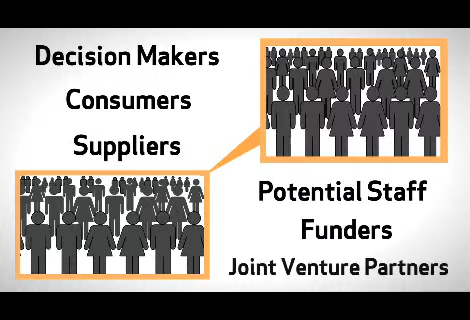 Decision Makers
Consumers
Suppliers
Potential Staff
Funders
Joint Venture Partners